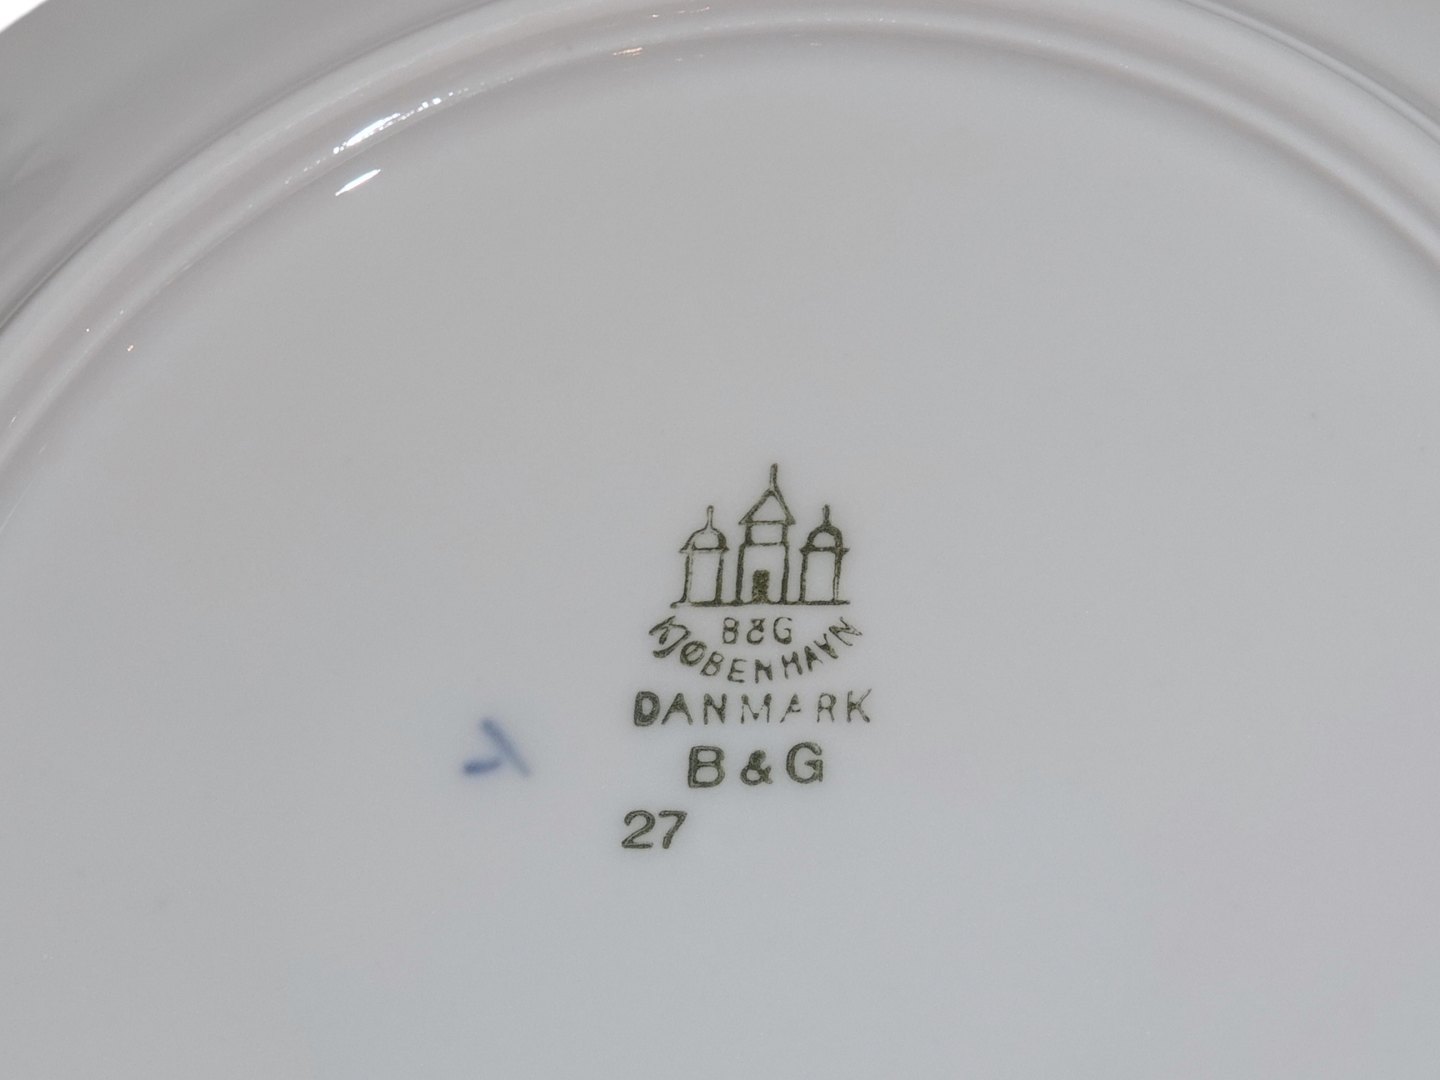 B&G
KJØBENHAVN
DANMARK
B & G
27